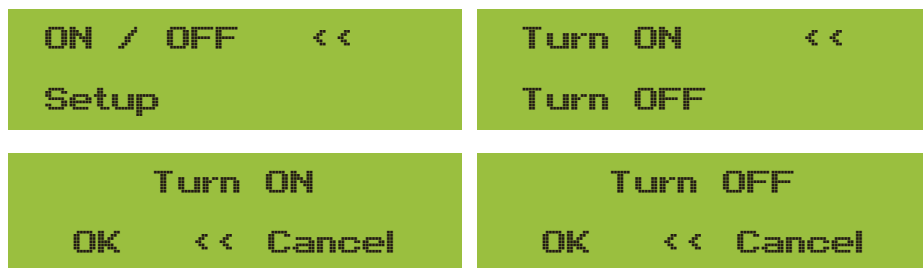 ON / OFF <<
Setup
Turn ON <<
Turn OFF
Turn ON
OK << Cancel
Turn OFF
OK << Cancel